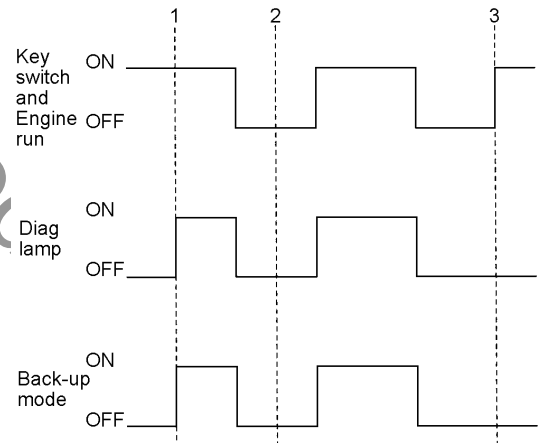 1 2 3
Key
switch
and
Engine
run
ON
OFF
Diag
lamp
ON
OFF
Back-up
mode
ON
OFF